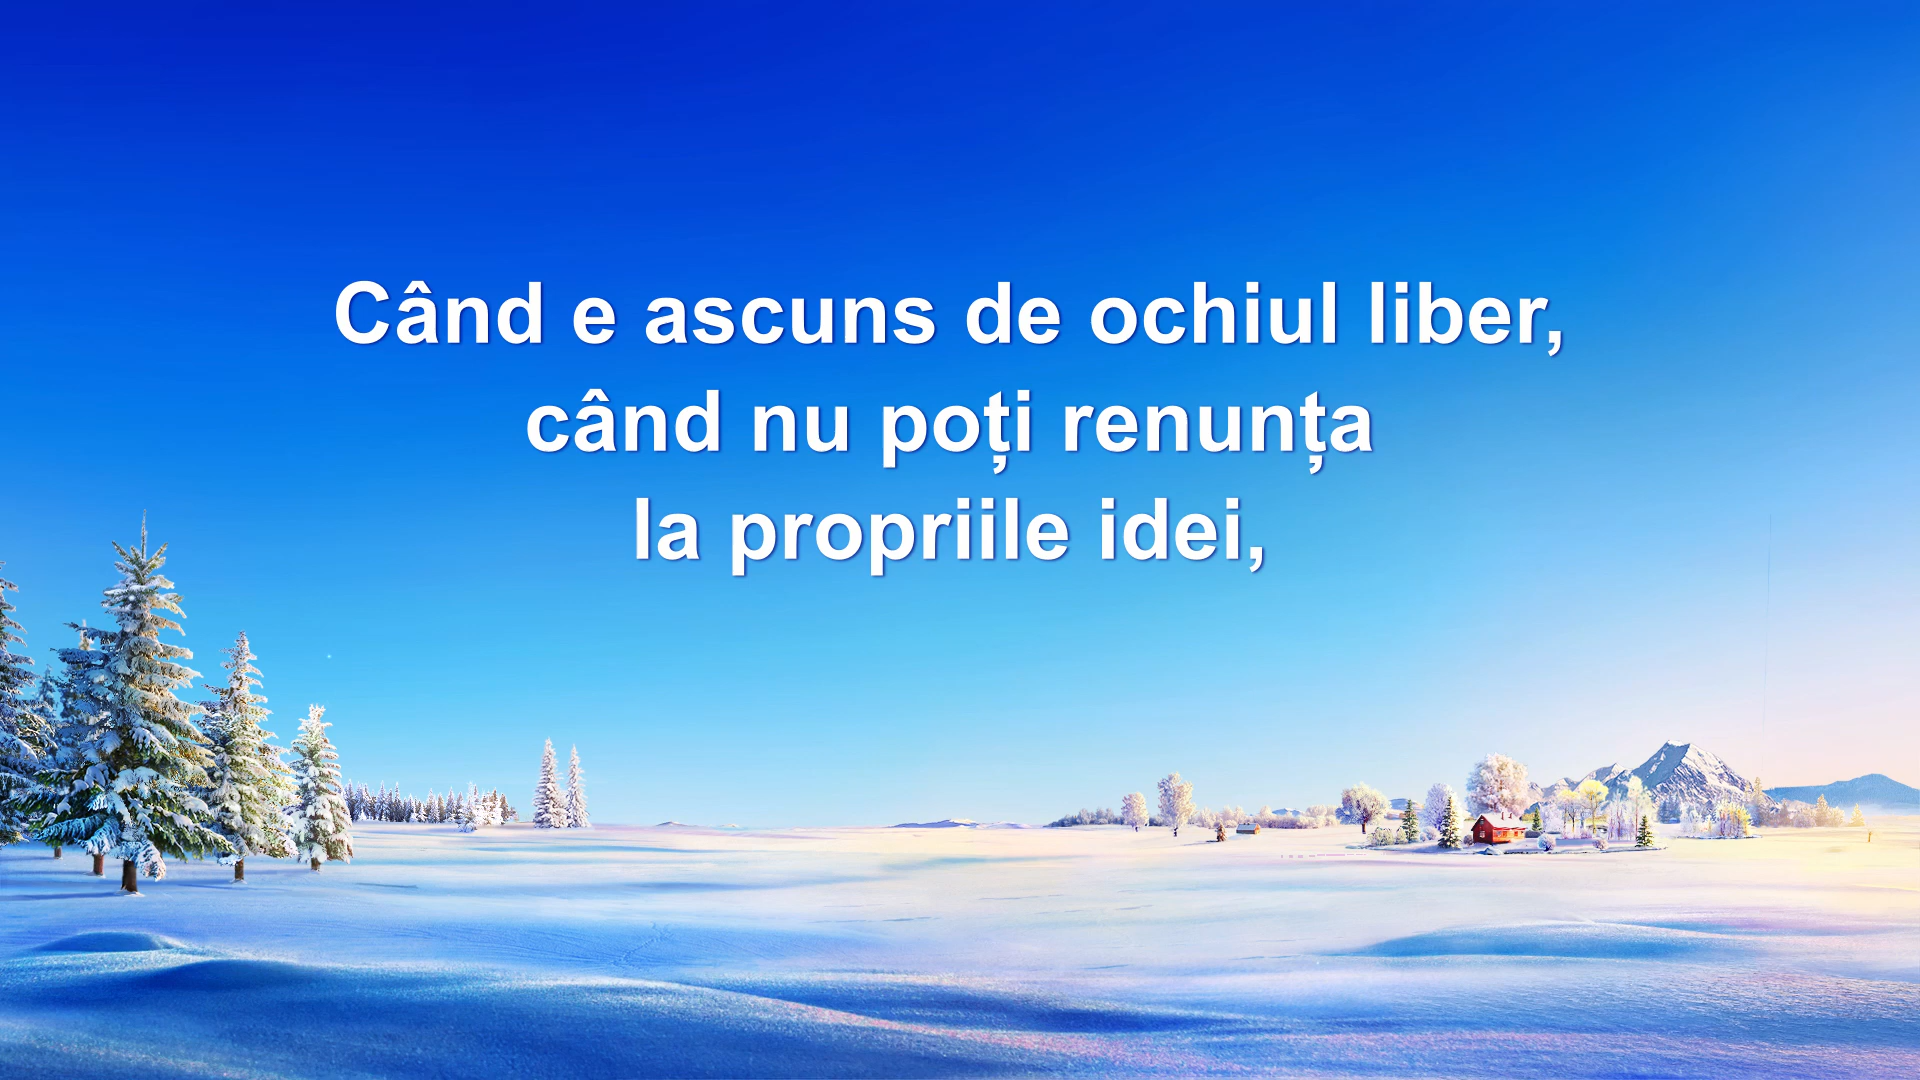 Când e ascuns de ochiul liber,
când nu poți renunța
la propriile idei,